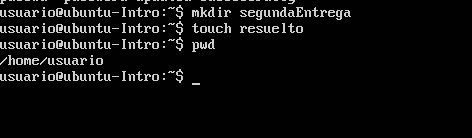 usuario@ubuntu-Intro:~$ mkdir segundaEntrega
usuario@ubuntu-Intro:~$ touch resuelto
usuario@ubuntu-Intro:~$ pwd
/home/usuario
usuario@ubuntu-Intro:~$ _